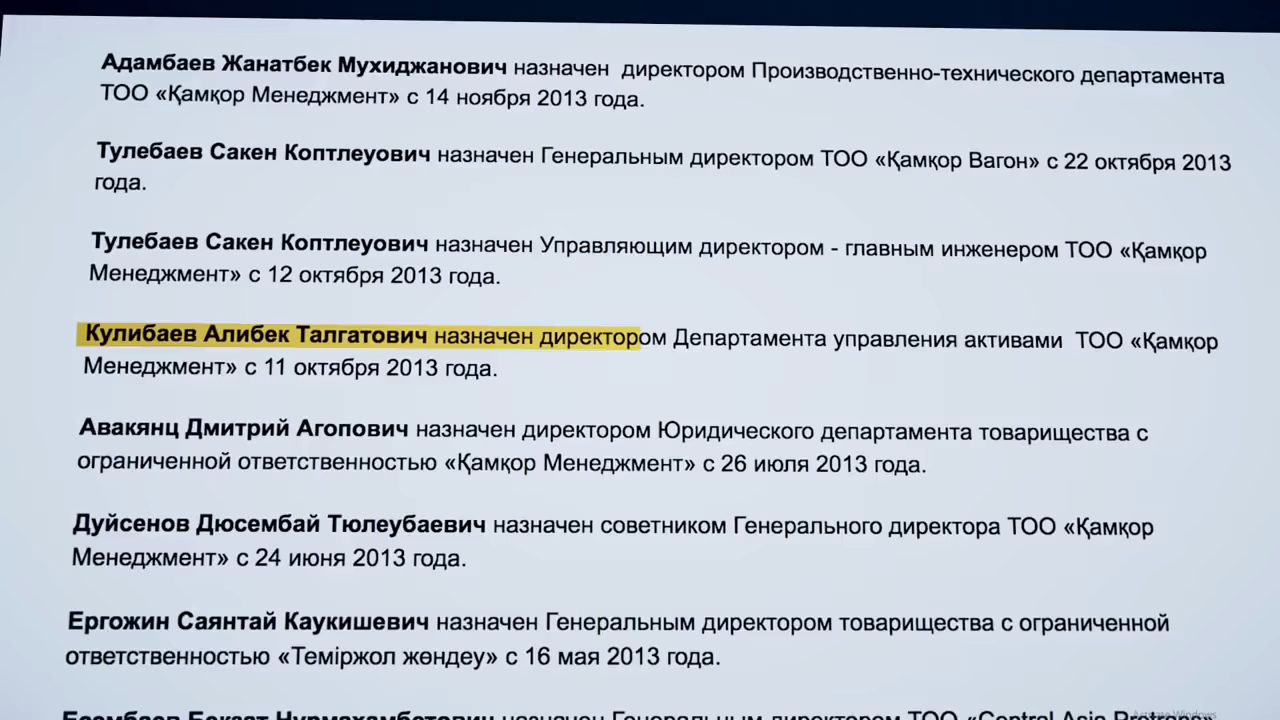 Адамбаев Жанатбек Мухиджанович назначен директором Производственно-технического департамента
ТОО «Қамқор Менеджмент» с 14 ноября 2013 года.
Тулебаев Сакен Коптлеуович назначен Генеральным директором ТОО «Қамқор Вагон» с 22 октября 2013
года.
Тулебаев Сакен Коптлеуович назначен Управляющим директором - главным инженером ТОО «Қамқор
Менеджмент» с 12 октября 2013 года.
Кулибаев Алибек Талгатович назначен директором Департамента управления активами ТОО «Қамқор
Менеджмент» с 11 октября 2013 года.
Авакянц Дмитрий Агопович назначен директором Юридического департамента товарищества с
ограниченной ответственностью «Қамқор Менеджмент» с 26 июля 2013 года.
Дуйсенов Дюсембай Тюлеубаевич назначен советником Генерального директора ТОО «Қамқор
Менеджмент» с 24 июня 2013 года.
Ергожин Саянтай Каукишевич назначен Генеральным директором товарищества с ограниченной
ответственностью «Теміржол жөндеу» с 16 мая 2013 года.
назначен Генеральным директором ТОО «Central Asia
Activate Windows